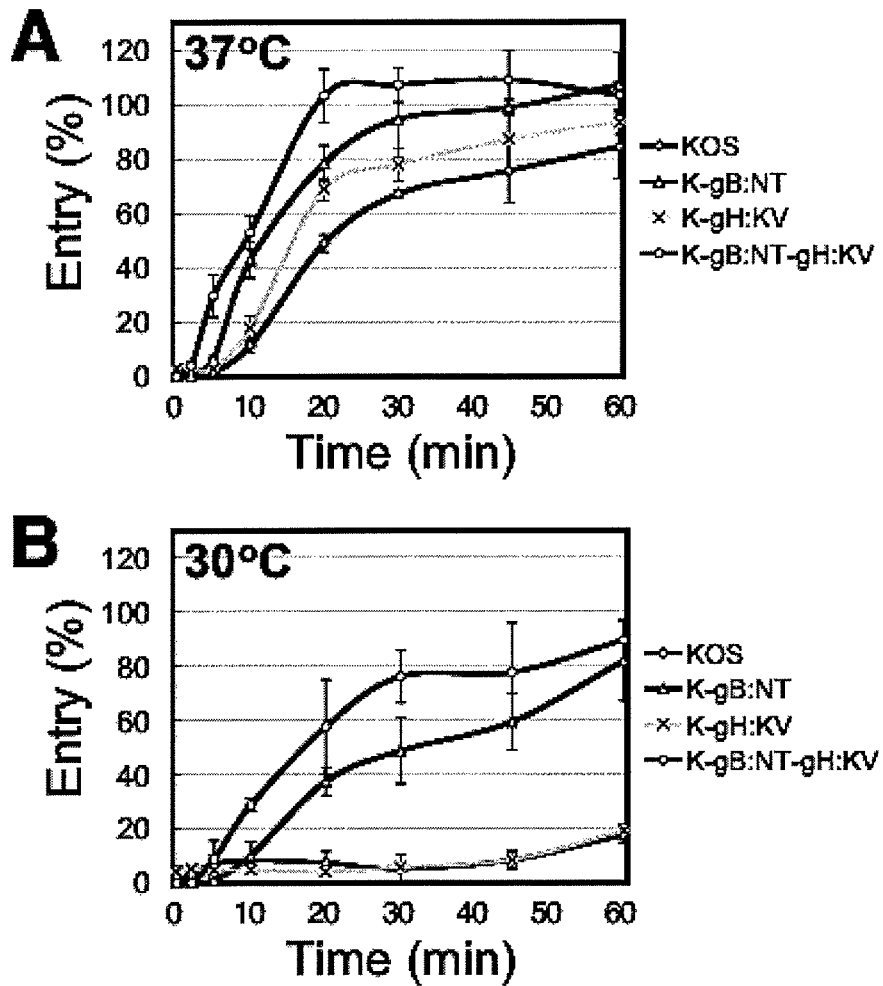 A
37°C
Entry (%)
120
100
80
60
40
20
0
0 10 20 30 40 50 60
Time (min)
KOS
K-gB:NT
K-gH:KV
K-gB:NT-gH:KV
B
30°C
Entry (%)
120
100
80
60
40
20
0
0 10 20 30 40 50 60
Time (min)
KOS
K-gB:NT
K-gH:KV
K-gB:NT-gH:KV